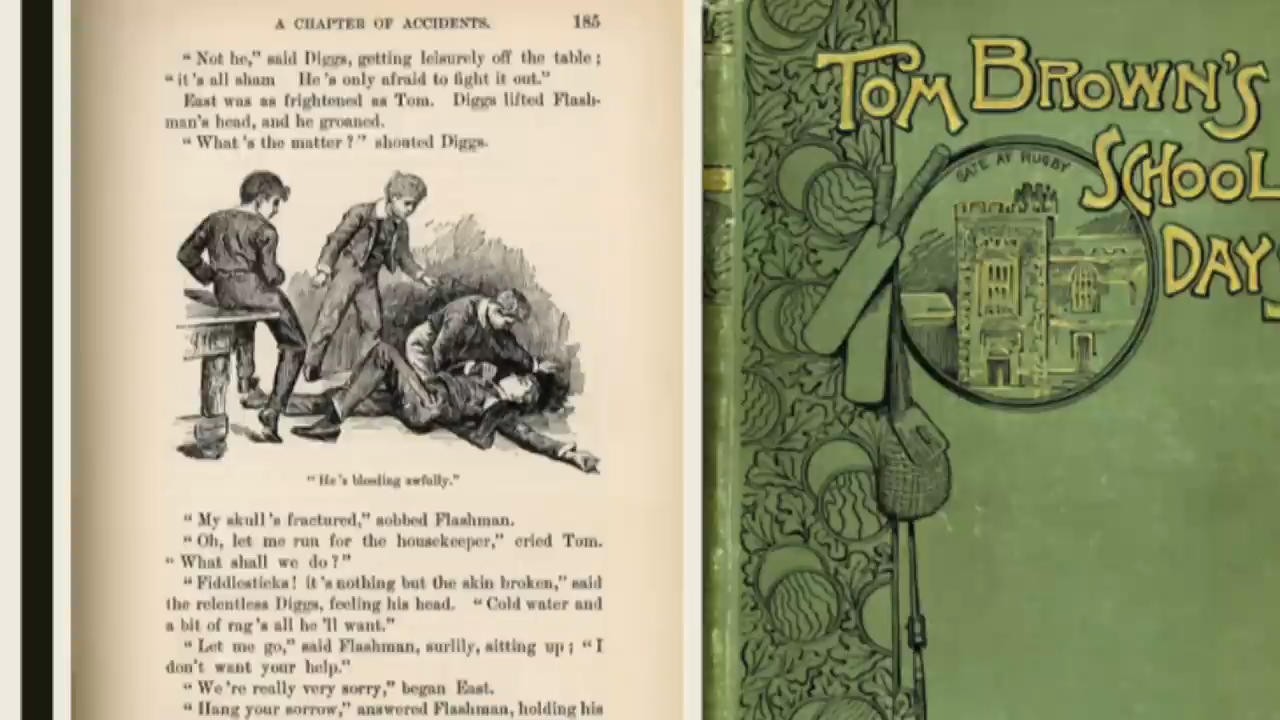 A CHAPTER OF ACCIDENTS. 185
"Not he," said Diggs, getting leisurely off the table;
"it's all sham He's only afraid to fight it out."
East was as frightened as Tom. Diggs lifted Flash-
man's head, and he groaned.
"What's the matter?" shouted Diggs.
"He's bleeding awfully."
"My skull's fractured," sobbed Flashman.
"Oh, let me run for the housekeeper," cried Tom.
"What shall we do?"
"Fiddlesticks! it's nothing but the skin broken," said
the relentless Diggs, feeling his head. "Cold water and
a bit of rag's all he'll want."
"Let me go," said Flashman, surlily, sitting up; "I
don't want your help."
"We're really very sorry," began East.
"Hang your sorrow," answered Flashman, holding his
TOM BROWN'S
SCHOOL
DAYS
GATE AT RUGBY